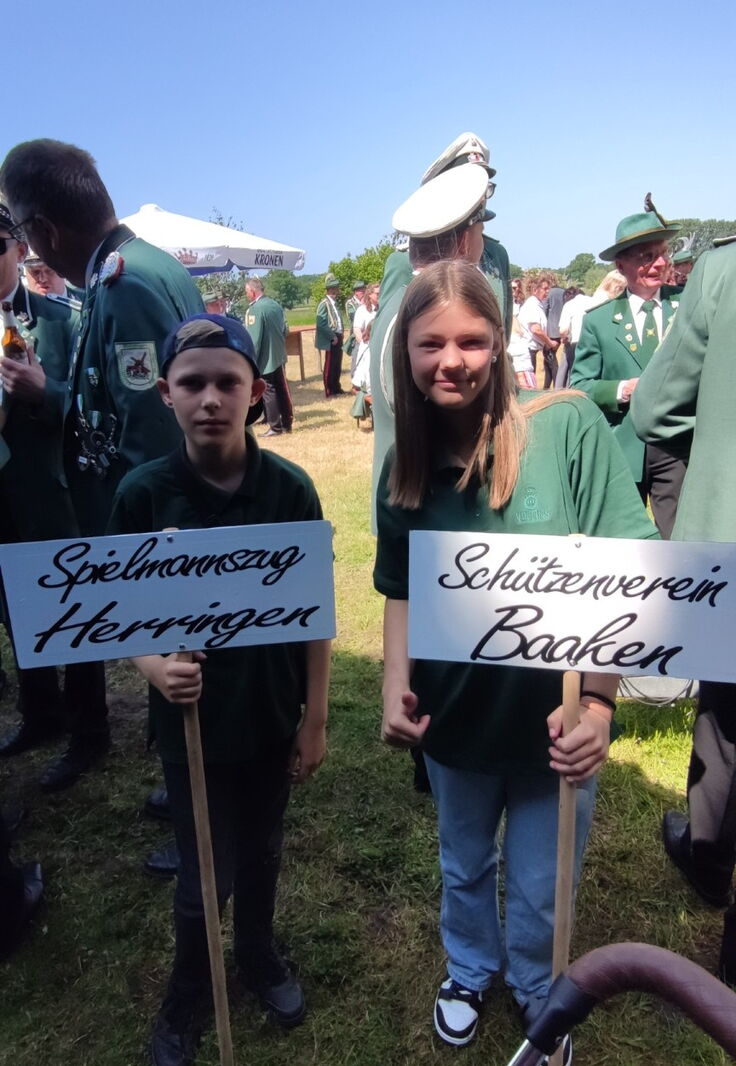 KRONEN
Spielmannszug
Herringen
Schützenverein
Baaken